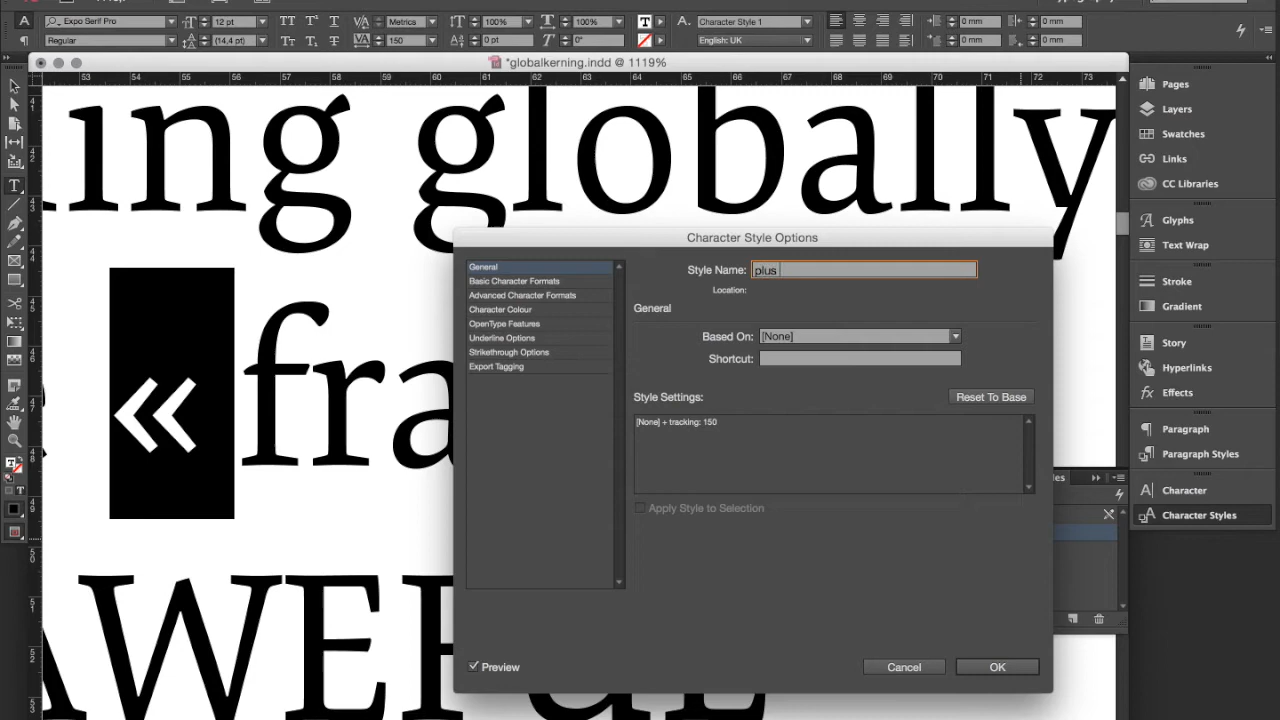 Expo Serif Pro
12 pt
Metrics
100%
100%
Character Style 1
0 mm
0 mm
Regular
(14,4 pt)
150
0 pt
0°
English: UK
0 mm
0 mm
*globalkerning.indd @ 1119%
53 54 55 56 57 58 59 60 61 62 63 64 65 66 67 68 69 70 71 72 73
ing globally
« fra
AWE
Character Style Options
General
Basic Character Formats
Advanced Character Formats
Character Colour
OpenType Features
Underline Options
Strikethrough Options
Export Tagging
Style Name: plus
Location:
General
Based On: [None]
Shortcut:
Style Settings:
Reset To Base
[None] + tracking: 150
Apply Style to Selection
Preview
Cancel
OK
Pages
Layers
Swatches
Links
CC Libraries
Glyphs
Text Wrap
Stroke
Gradient
Story
Hyperlinks
Effects
Paragraph
Paragraph Styles
Character
Character Styles